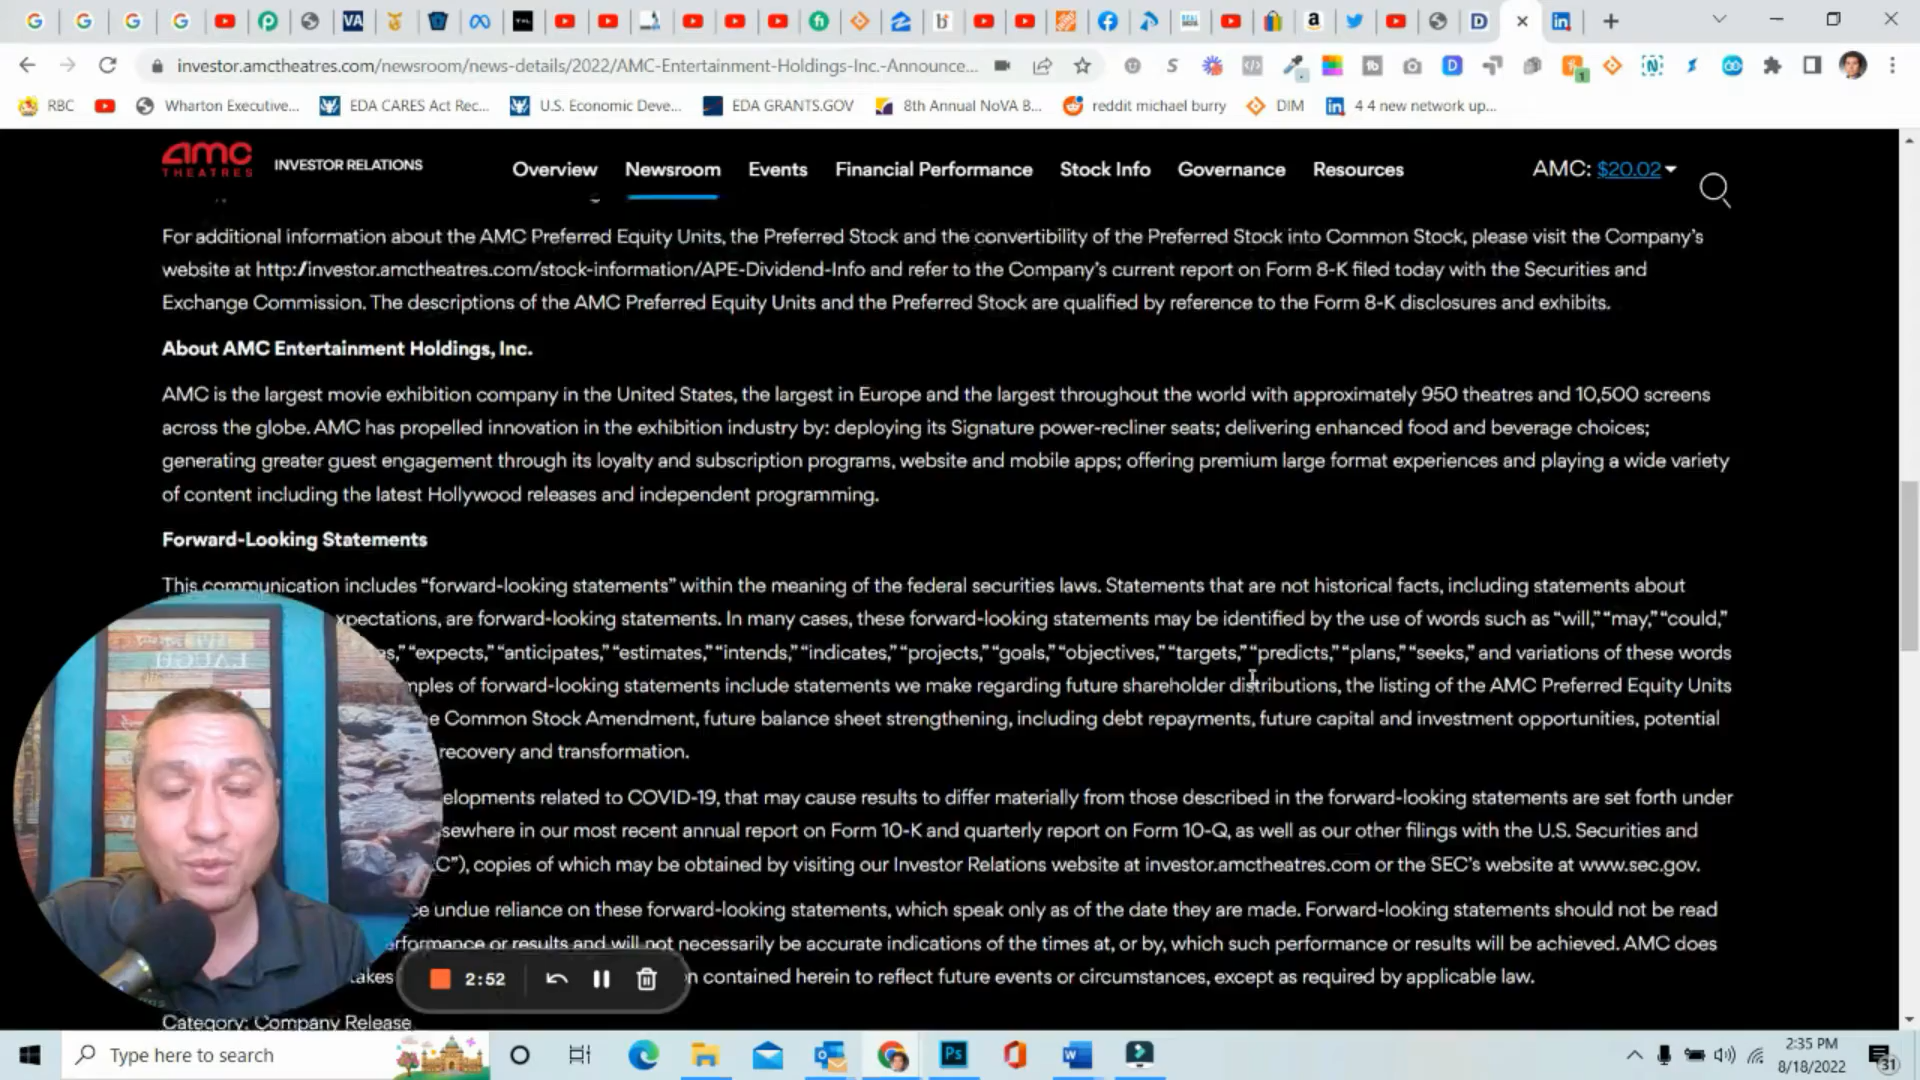 investor.amctheatres.com/newsroom/news-details/2022/AMC-Entertainment-Holdings-Inc.-Announce...
RBC
Wharton Executive...
EDA CARES Act Rec...
U.S. Economic Deve...
EDA GRANTS.GOV
8th Annual NoVA B...
reddit michael burry
DIM
4 4 new network up...
amc THEATRES
INVESTOR RELATIONS
Overview
Newsroom
Events
Financial Performance
Stock Info
Governance
Resources
AMC: $20.02
For additional information about the AMC Preferred Equity Units, the Preferred Stock and the convertibility of the Preferred Stock into Common Stock, please visit the Company's
website at http://investor.amctheatres.com/stock-information/APE-Dividend-Info and refer to the Company's current report on Form 8-K filed today with the Securities and
Exchange Commission. The descriptions of the AMC Preferred Equity Units and the Preferred Stock are qualified by reference to the Form 8-K disclosures and exhibits.
About AMC Entertainment Holdings, Inc.
AMC is the largest movie exhibition company in the United States, the largest in Europe and the largest throughout the world with approximately 950 theatres and 10,500 screens
across the globe. AMC has propelled innovation in the exhibition industry by: deploying its Signature power-recliner seats; delivering enhanced food and beverage choices;
generating greater guest engagement through its loyalty and subscription programs, website and mobile apps; offering premium large format experiences and playing a wide variety
of content including the latest Hollywood releases and independent programming.
Forward-Looking Statements
This communication includes “forward-looking statements” within the meaning of the federal securities laws. Statements that are not historical facts, including statements about
xpectations, are forward-looking statements. In many cases, these forward-looking statements may be identified by the use of words such as “will,” “may,” “could,”
es,” “expects,” “anticipates,” “estimates,” “intends,” “indicates,” “projects,” “goals,” “objectives,” “targets,” “predicts,” “plans,” “seeks,” and variations of these words
mples of forward-looking statements include statements we make regarding future shareholder distributions, the listing of the AMC Preferred Equity Units
e Common Stock Amendment, future balance sheet strengthening, including debt repayments, future capital and investment opportunities, potential
recovery and transformation.
elopments related to COVID-19, that may cause results to differ materially from those described in the forward-looking statements are set forth under
sewhere in our most recent annual report on Form 10-K and quarterly report on Form 10-Q, as well as our other filings with the U.S. Securities and
C”), copies of which may be obtained by visiting our Investor Relations website at investor.amctheatres.com or the SEC's website at www.sec.gov.
ce undue reliance on these forward-looking statements, which speak only as of the date they are made. Forward-looking statements should not be read
rformance or results and will not necessarily be accurate indications of the times at, or by, which such performance or results will be achieved. AMC does
takes
n contained herein to reflect future events or circumstances, except as required by applicable law.
2:52
Category: Company Release
Type here to search
2:35 PM
8/18/2022
31